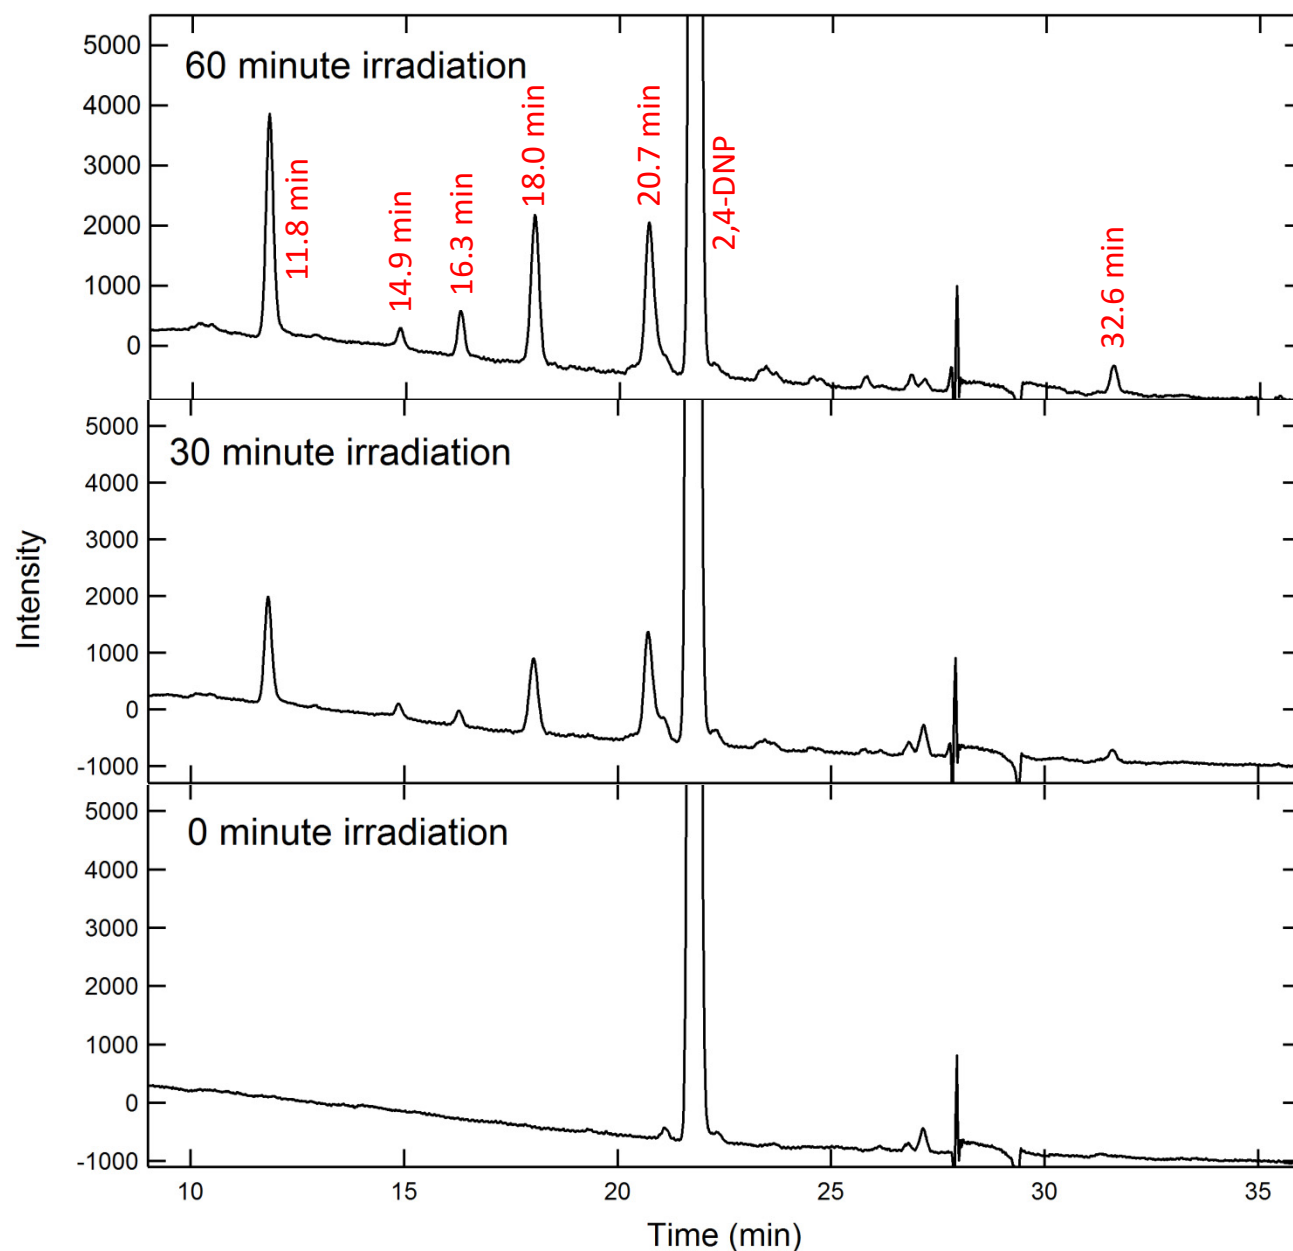 60 minute irradiation
5000
4000
3000
2000
1000
0
11.8 min
14.9 min
16.3 min
18.0 min
20.7 min
2,4-DNP
32.6 min
30 minute irradiation
5000
4000
3000
2000
1000
0
-1000
Intensity
0 minute irradiation
5000
4000
3000
2000
1000
0
-1000
10
15
20
25
30
35
Time (min)